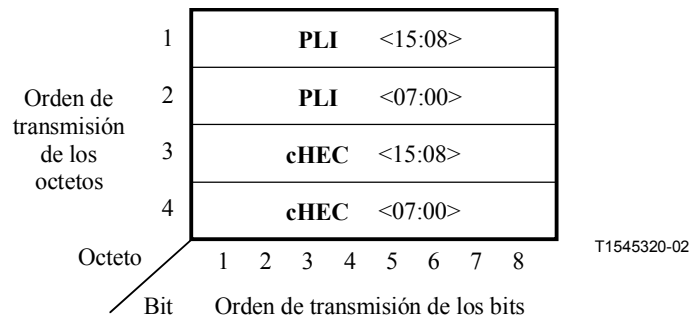 1 PLI <15:08>
2 PLI <07:00>
3 cHEC <15:08>
4 cHEC <07:00>
Orden de
transmisión
de los
octetos
Octeto
1 2 3 4 5 6 7 8
Bit Orden de transmisión de los bits
T1545320-02